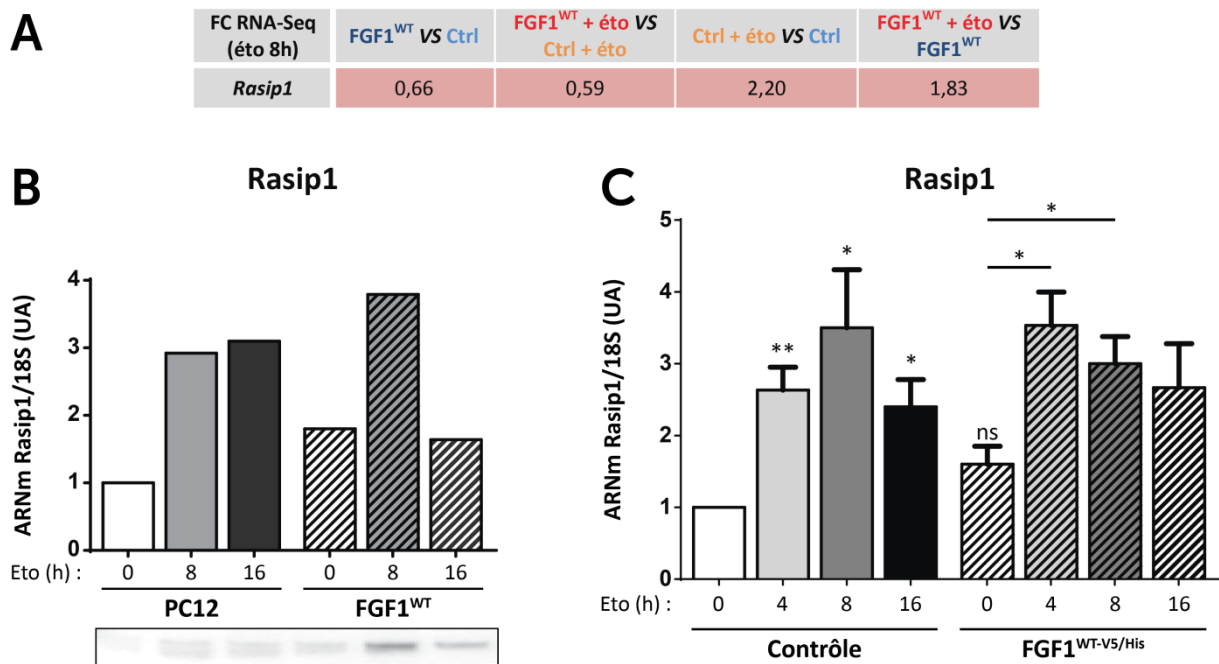 A
FC RNA-Seq (éto 8h)
FGF1WT VS Ctrl
FGF1WT + éto VS Ctrl + éto
Ctrl + éto VS Ctrl
FGF1WT + éto VS FGF1WT
Rasip1 0,66 0,59 2,20 1,83
B
Rasip1
ARNm Rasip1/18S (UA)
4
3
2
1
0
Eto (h) : 0 8 16 0 8 16
PC12 FGF1WT
C
Rasip1
ARNm Rasip1/18S (UA)
5
4
3
2
1
0
** * * ns * *
Eto (h) : 0 4 8 16 0 4 8 16
Contrôle FGF1WT-V5/His